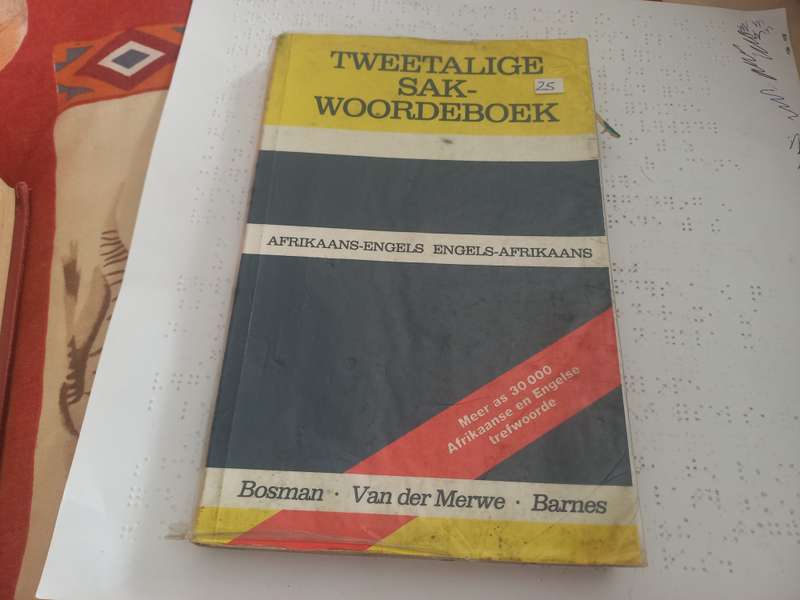 TWEETALIGE
SAK-
WOORDEBOEK
25
AFRIKAANS-ENGELS ENGELS-AFRIKAANS
Meer as 30 000
Afrikaanse en Engelse
trefwoorde
Bosman · Van der Merwe · Barnes